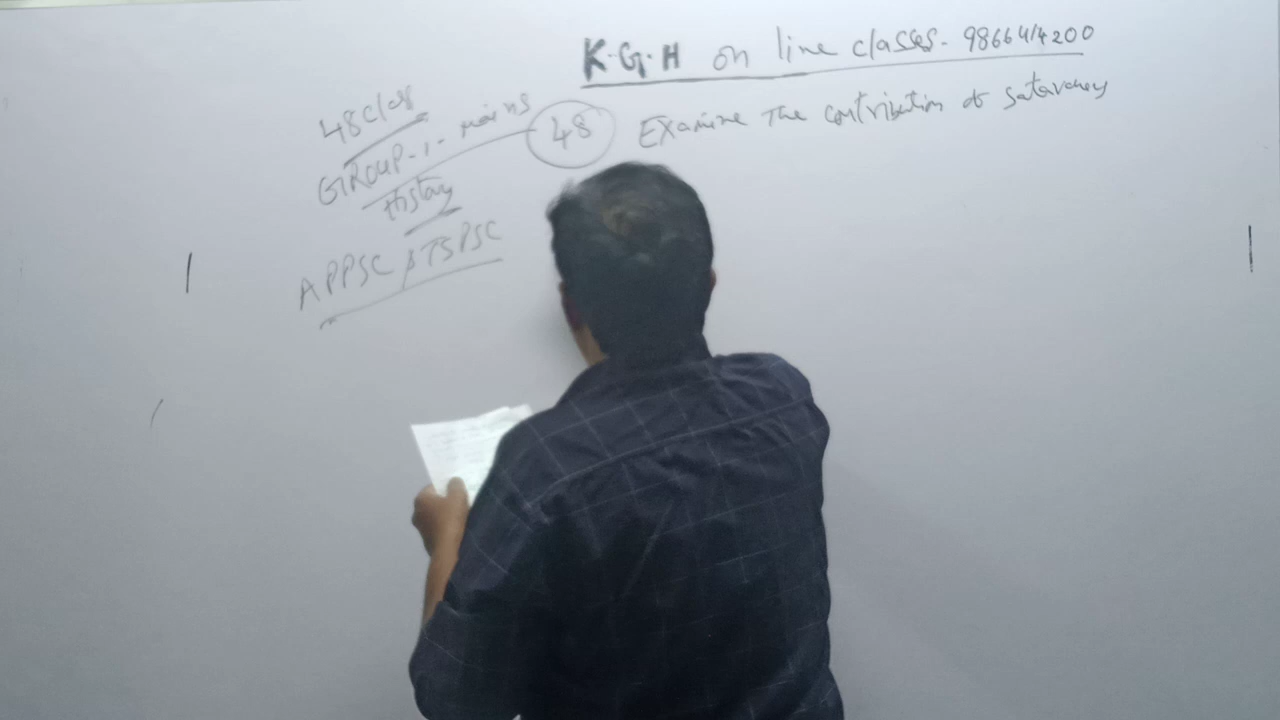 K.G.H on line classes. 9866414200
48 class
GROUP-1- mains
History
APPSC / TSPSC
48 Examine The contribution of Satavahanas